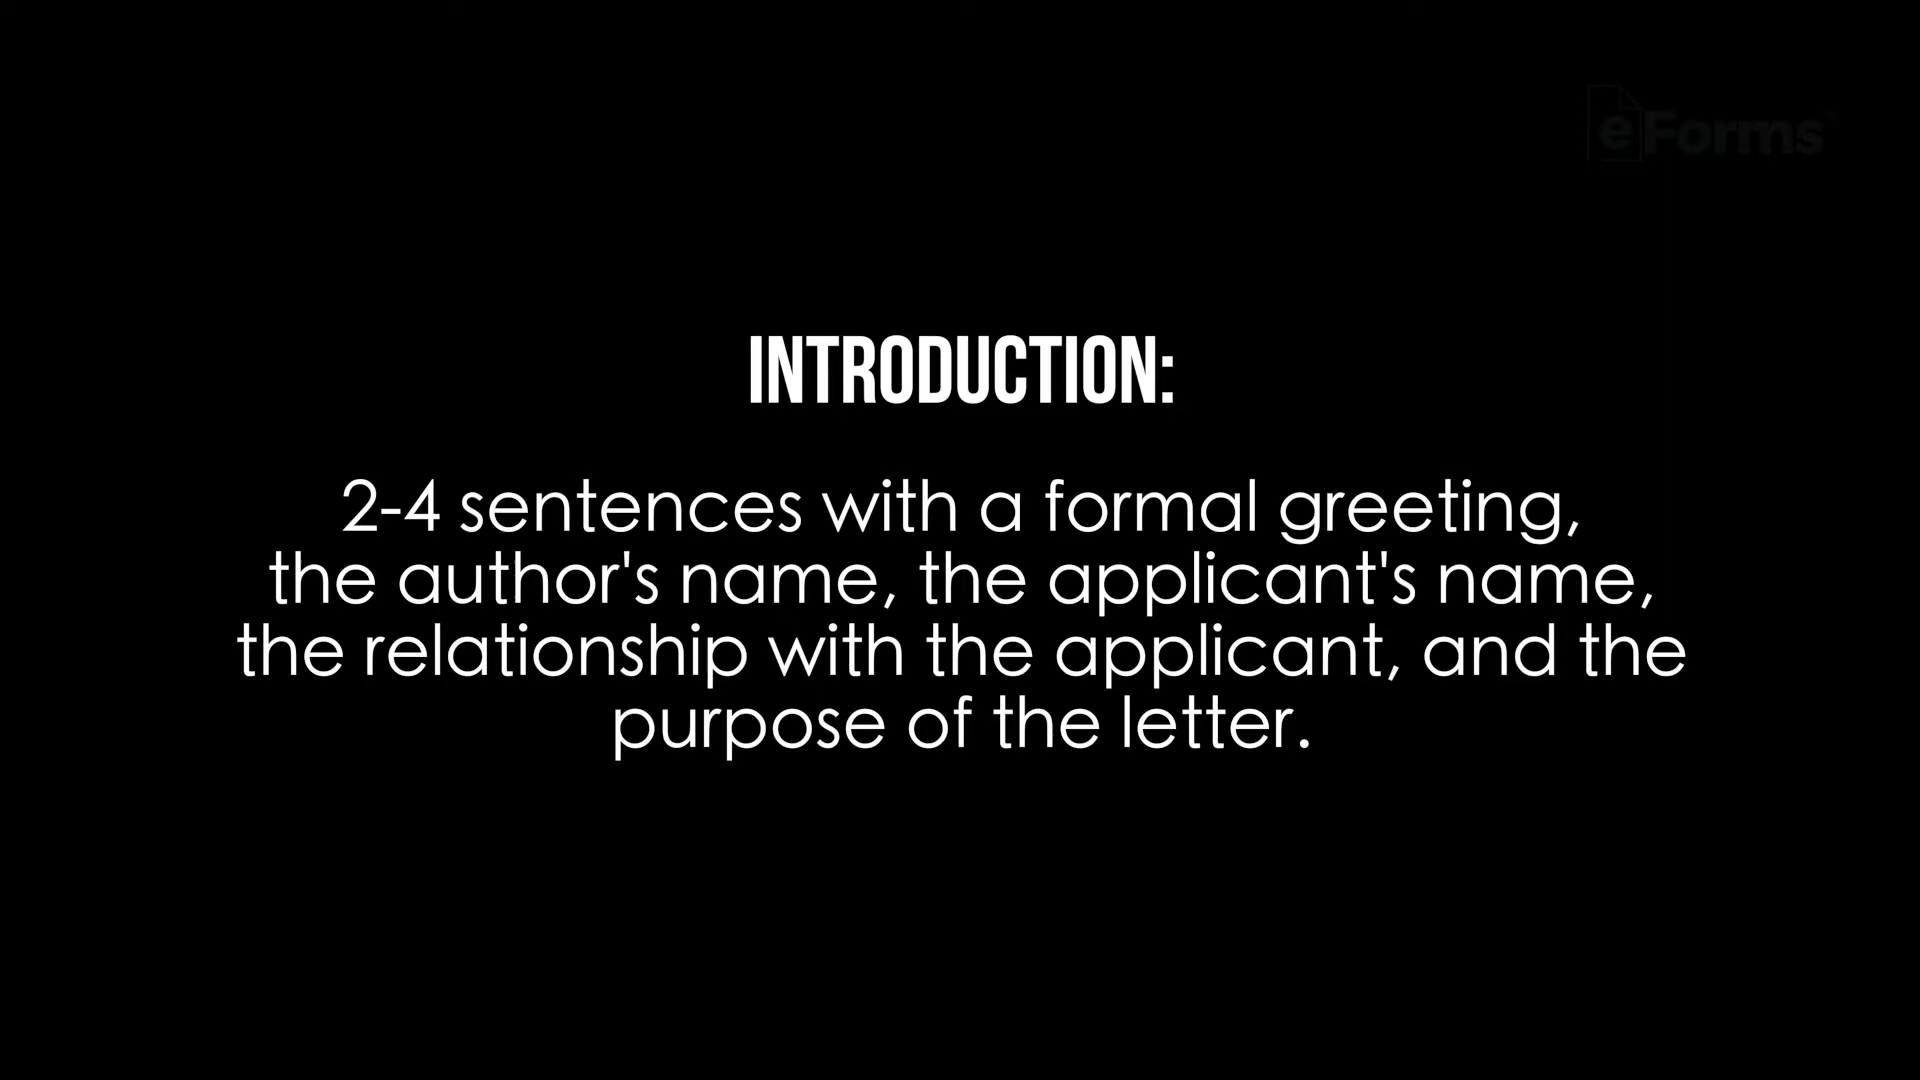 eForms
INTRODUCTION:
2-4 sentences with a formal greeting,
the author's name, the applicant's name,
the relationship with the applicant, and the
purpose of the letter.